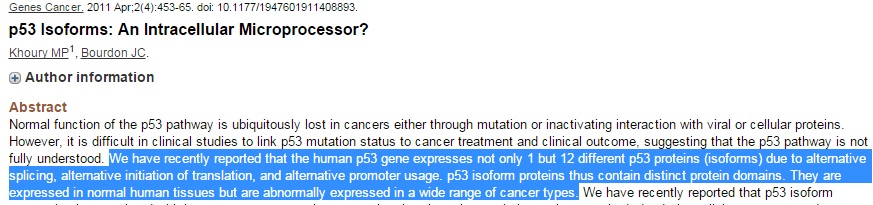 Genes Cancer. 2011 Apr;2(4):453-65. doi: 10.1177/1947601911408893.
p53 Isoforms: An Intracellular Microprocessor?
Khoury MP1, Bourdon JC.
Author information
Abstract
Normal function of the p53 pathway is ubiquitously lost in cancers either through mutation or inactivating interaction with viral or cellular proteins.
However, it is difficult in clinical studies to link p53 mutation status to cancer treatment and clinical outcome, suggesting that the p53 pathway is not
fully understood. We have recently reported that the human p53 gene expresses not only 1 but 12 different p53 proteins (isoforms) due to alternative
splicing, alternative initiation of translation, and alternative promoter usage. p53 isoform proteins thus contain distinct protein domains. They are
expressed in normal human tissues but are abnormally expressed in a wide range of cancer types. We have recently reported that p53 isoform